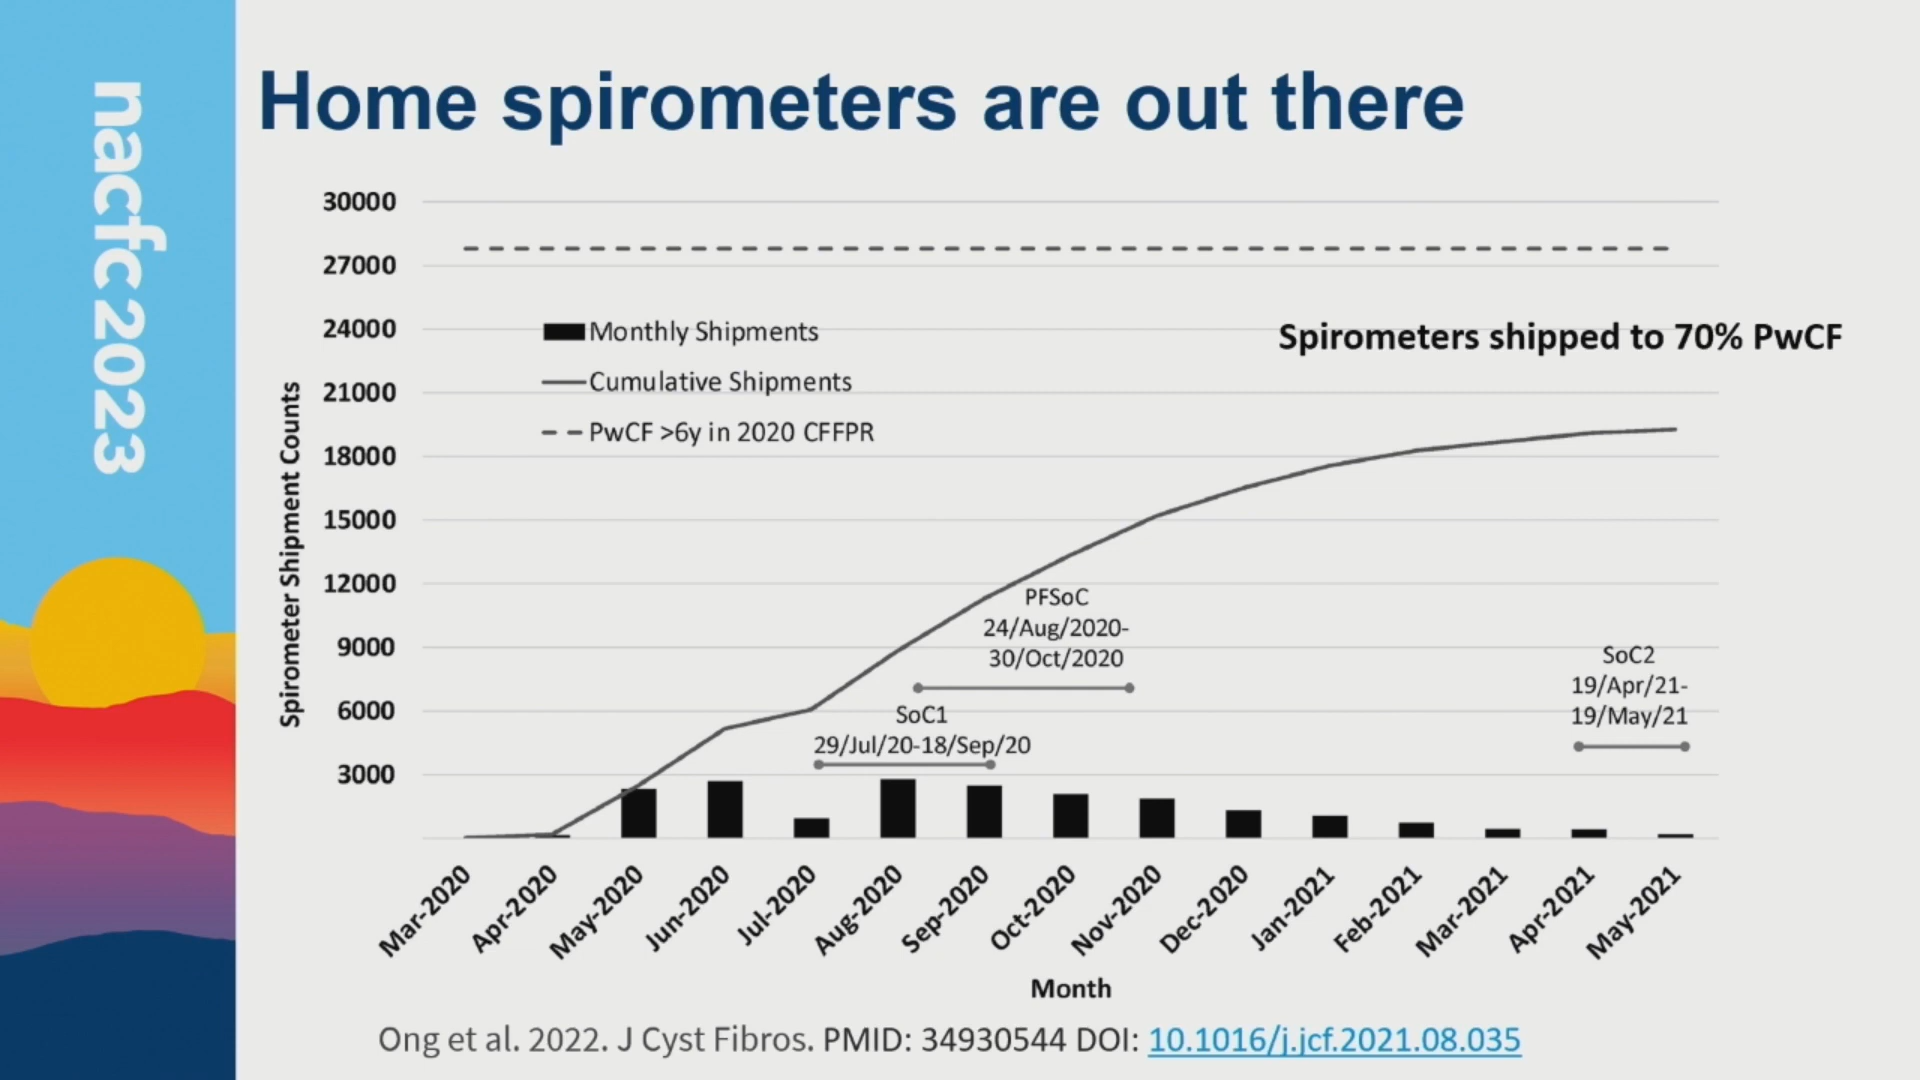 nacfc 2023
Home spirometers are out there
30000
27000
24000
21000
18000
15000
12000
9000
6000
3000
Spirometer Shipment Counts
Monthly Shipments
Cumulative Shipments
PwCF >6y in 2020 CFFPR
Spirometers shipped to 70% PwCF
PFSoC
24/Aug/2020-
30/Oct/2020
SoC1
29/Jul/20-18/Sep/20
SoC2
19/Apr/21-
19/May/21
Mar-2020
Apr-2020
May-2020
Jun-2020
Jul-2020
Aug-2020
Sep-2020
Oct-2020
Nov-2020
Dec-2020
Jan-2021
Feb-2021
Mar-2021
Apr-2021
May-2021
Month
Ong et al. 2022. J Cyst Fibros. PMID: 34930544 DOI: 10.1016/j.jcf.2021.08.035